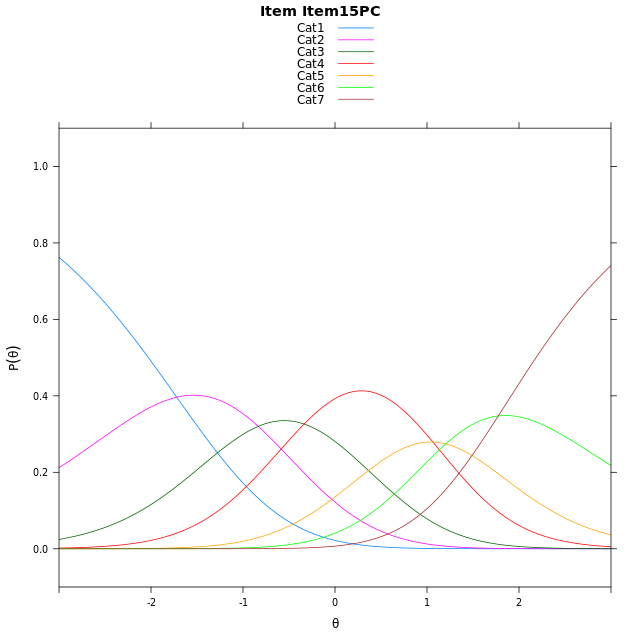 Item Item15PC
Cat1
Cat2
Cat3
Cat4
Cat5
Cat6
Cat7
1.0
0.8
0.6
0.4
0.2
0.0
P(θ)
-2 -1 0 1 2
θ